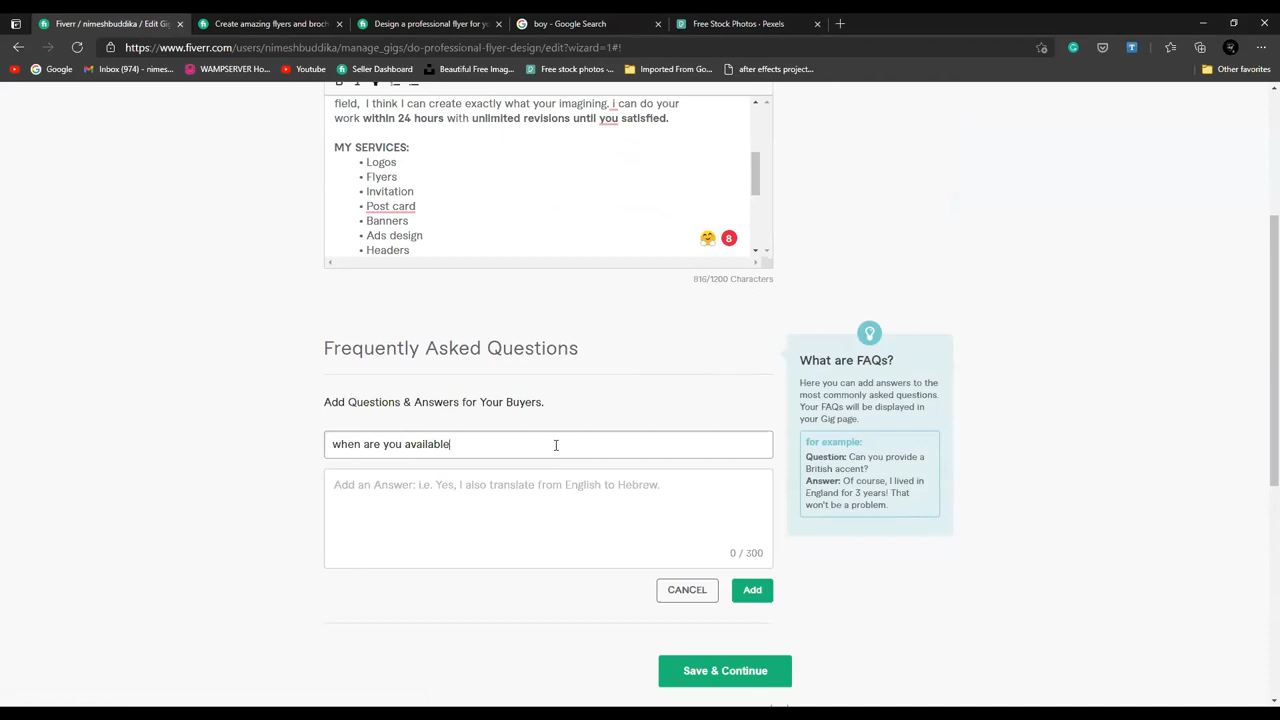 Fiverr / nimeshbuddika / Edit Gig
Create amazing flyers and broch
Design a professional flyer for yo
boy - Google Search
Free Stock Photos - Pexels
https://www.fiverr.com/users/nimeshbuddika/manage_gigs/do-professional-flyer-design/edit?wizard=1#!
Google
Inbox (974) - nimes...
WAMPSERVER Ho...
Youtube
Seller Dashboard
Beautiful Free Imag...
Free stock photos ·...
Imported From Go...
after effects project...
Other favorites
field, I think I can create exactly what your imagining. i can do your
work within 24 hours with unlimited revisions until you satisfied.
MY SERVICES:
• Logos
• Flyers
• Invitation
• Post card
• Banners
• Ads design
• Headers
8
816/1200 Characters
Frequently Asked Questions
Add Questions & Answers for Your Buyers.
when are you available
Add an Answer: i.e. Yes, I also translate from English to Hebrew.
0 / 300
CANCEL
Add
Save & Continue
What are FAQs?
Here you can add answers to the
most commonly asked questions.
Your FAQs will be displayed in
your Gig page.
for example:
Question: Can you provide a
British accent?
Answer: Of course, I lived in
England for 3 years! That
won't be a problem.